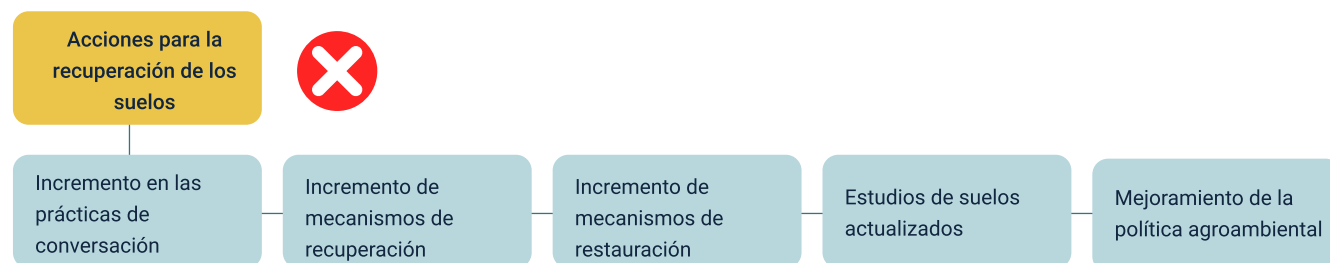 Acciones para la
recuperación de los
suelos
Incremento en las
prácticas de
conversación
Incremento de
mecanismos de
recuperación
Incremento de
mecanismos de
restauración
Estudios de suelos
actualizados
Mejoramiento de la
política agroambiental